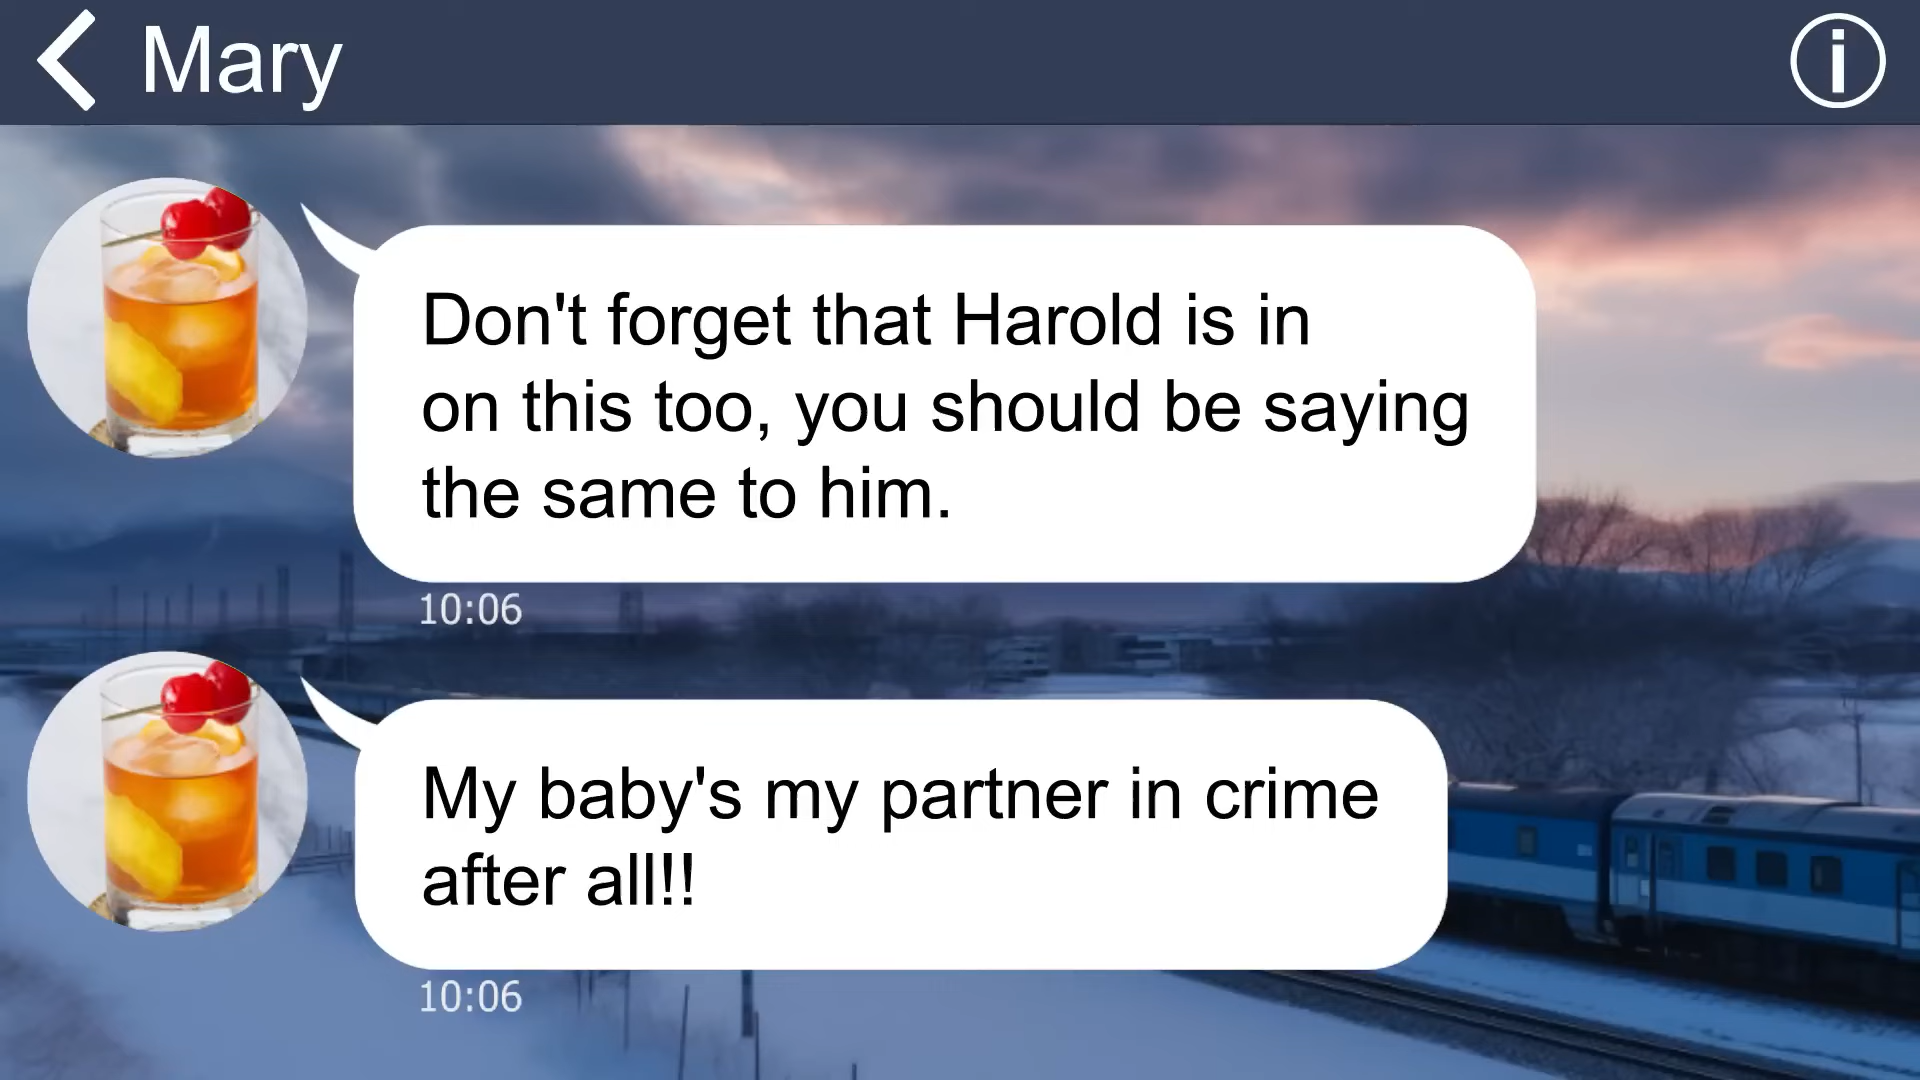 Mary
Don't forget that Harold is in
on this too, you should be saying
the same to him.
10:06
My baby's my partner in crime
after all!!
10:06